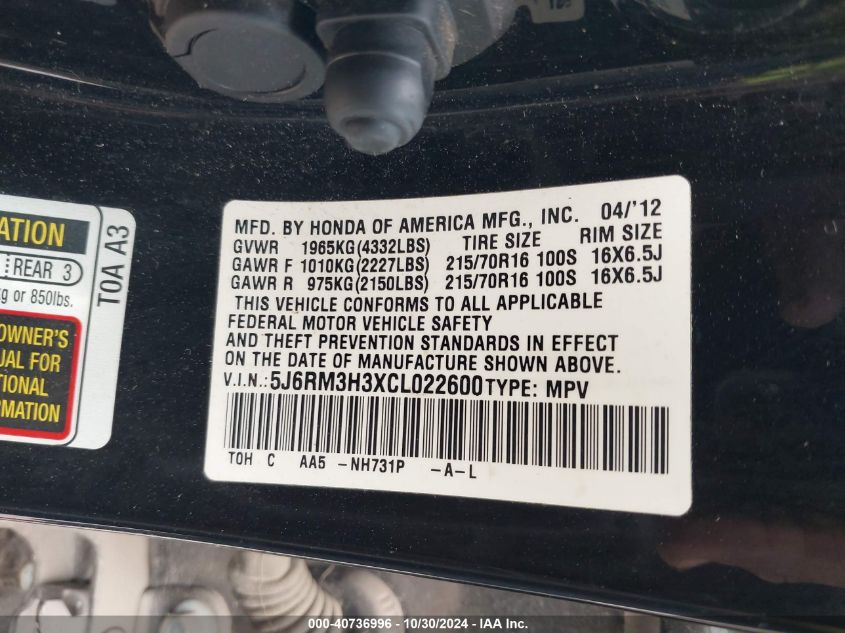 ATION
REAR 3
kg or 850lbs.
OWNER'S
UAL FOR
TIONAL
RMATION
T0A A3
MFD. BY HONDA OF AMERICA MFG., INC. 04/'12
GVWR 1965KG(4332LBS) TIRE SIZE RIM SIZE
GAWR F 1010KG(2227LBS) 215/70R16 100S 16X6.5J
GAWR R 975KG(2150LBS) 215/70R16 100S 16X6.5J
THIS VEHICLE CONFORMS TO ALL APPLICABLE
FEDERAL MOTOR VEHICLE SAFETY
AND THEFT PREVENTION STANDARDS IN EFFECT
ON THE DATE OF MANUFACTURE SHOWN ABOVE.
V.I.N.: 5J6RM3H3XCL022600 TYPE: MPV
T0H C AA5 -NH731P -A-L
000-40736996 - 10/30/2024 - IAA Inc.